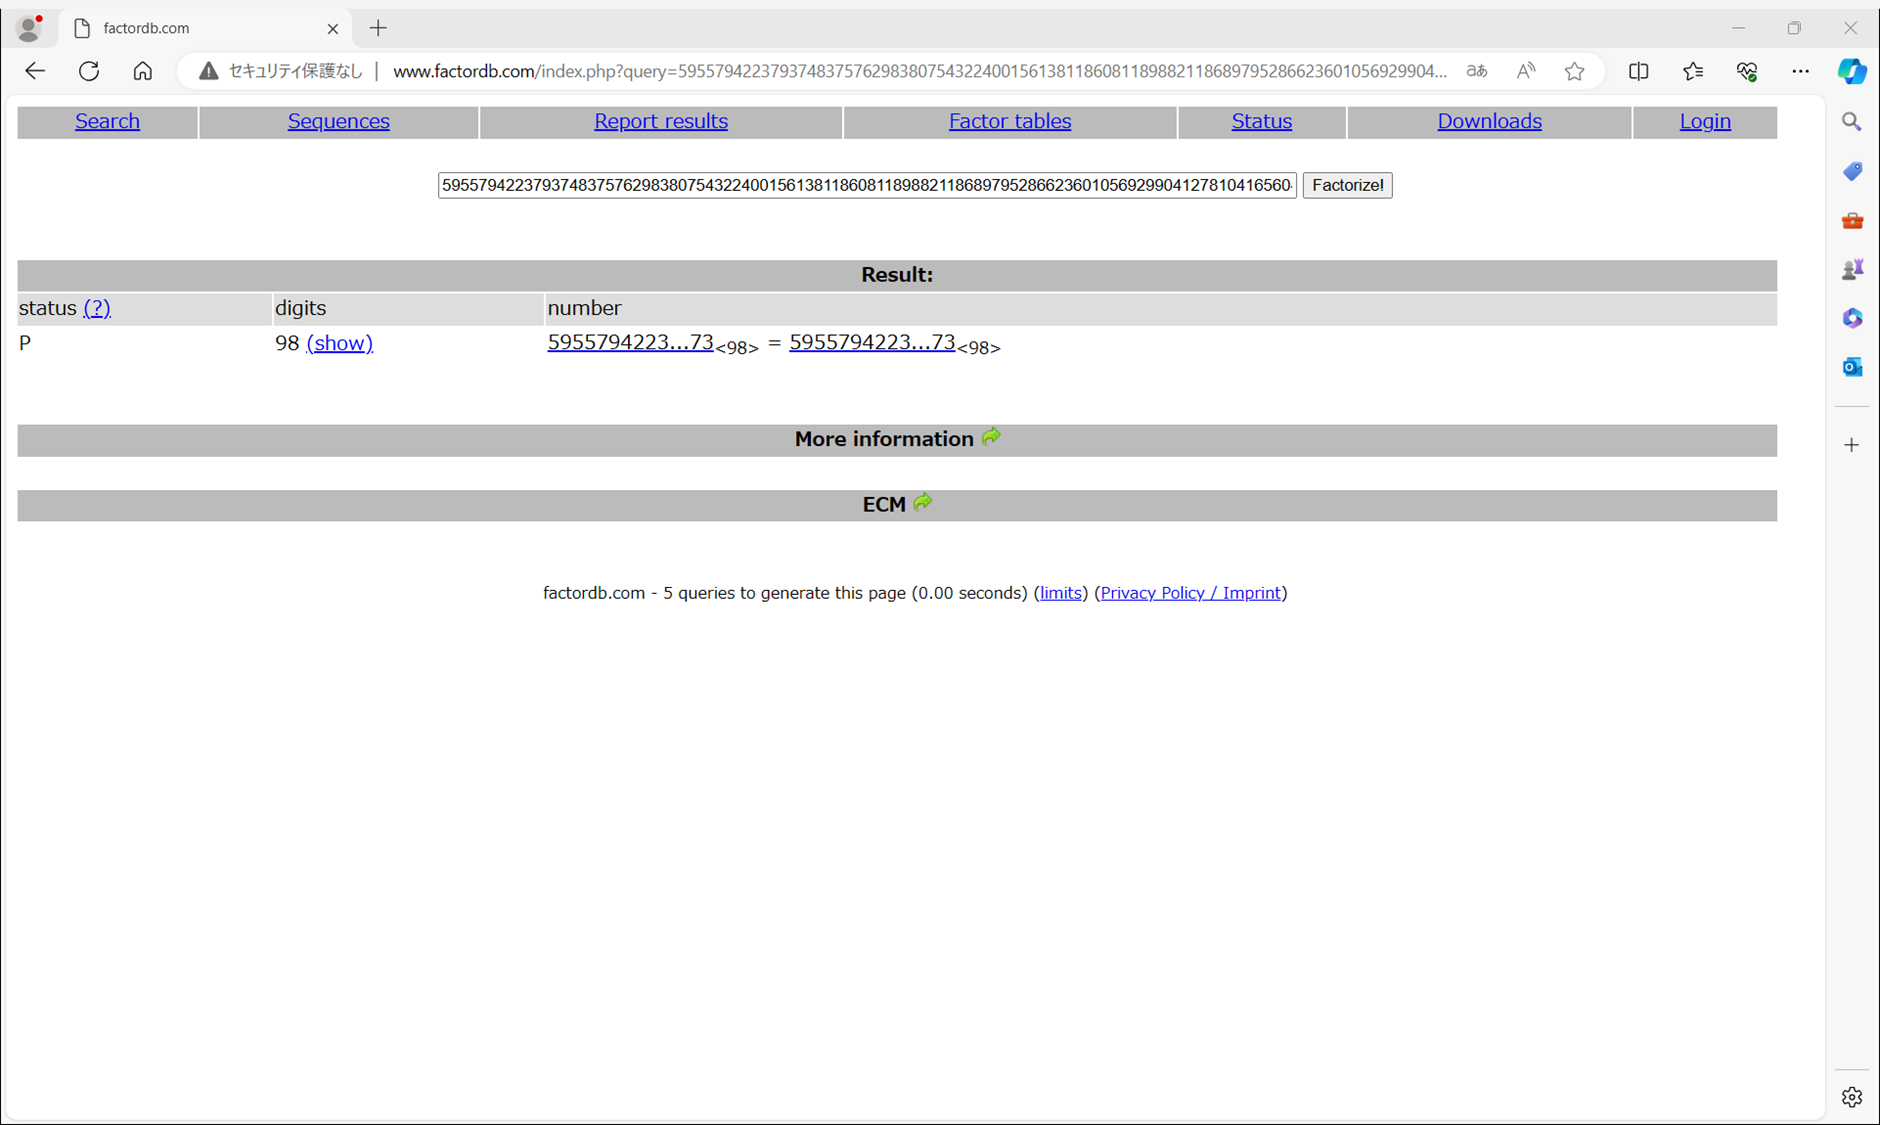 factordb.com
セキュリティ保護なし | www.factordb.com/index.php?query=5955794223793748375762983807543224001561381186081189882118689795286623601056929904... aあ A
Search Sequences Report results Factor tables Status Downloads Login
59557942237937483757629838075432240015613811860811898821186897952866236010569299041278104165604 Factorize!
Result:
status (?) digits number
P 98 (show) 5955794223...73<98> = 5955794223...73<98>
More information
ECM
factordb.com - 5 queries to generate this page (0.00 seconds) (limits) (Privacy Policy / Imprint)